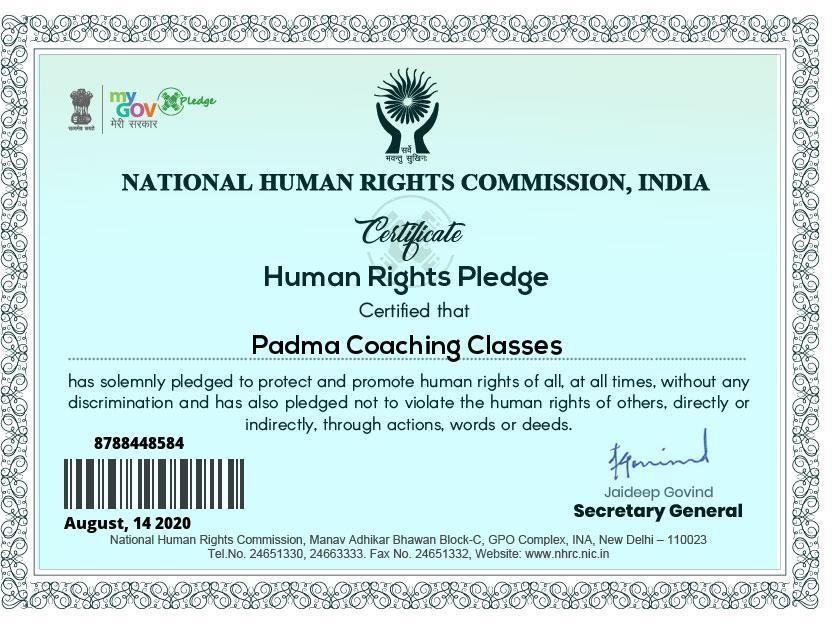 सत्यमेव जयते
my
GOV
मेरी सरकार
Pledge
सर्वे
भवन्तु सुखिनः
NATIONAL HUMAN RIGHTS COMMISSION, INDIA
Certificate
Human Rights Pledge
Certified that
Padma Coaching Classes
has solemnly pledged to protect and promote human rights of all, at all times, without any
discrimination and has also pledged not to violate the human rights of others, directly or
indirectly, through actions, words or deeds.
8788448584
August, 14 2020
Jaideep Govind
Secretary General
National Human Rights Commission, Manav Adhikar Bhawan Block-C, GPO Complex, INA, New Delhi – 110023
Tel.No. 24651330, 24663333. Fax No. 24651332, Website: www.nhrc.nic.in